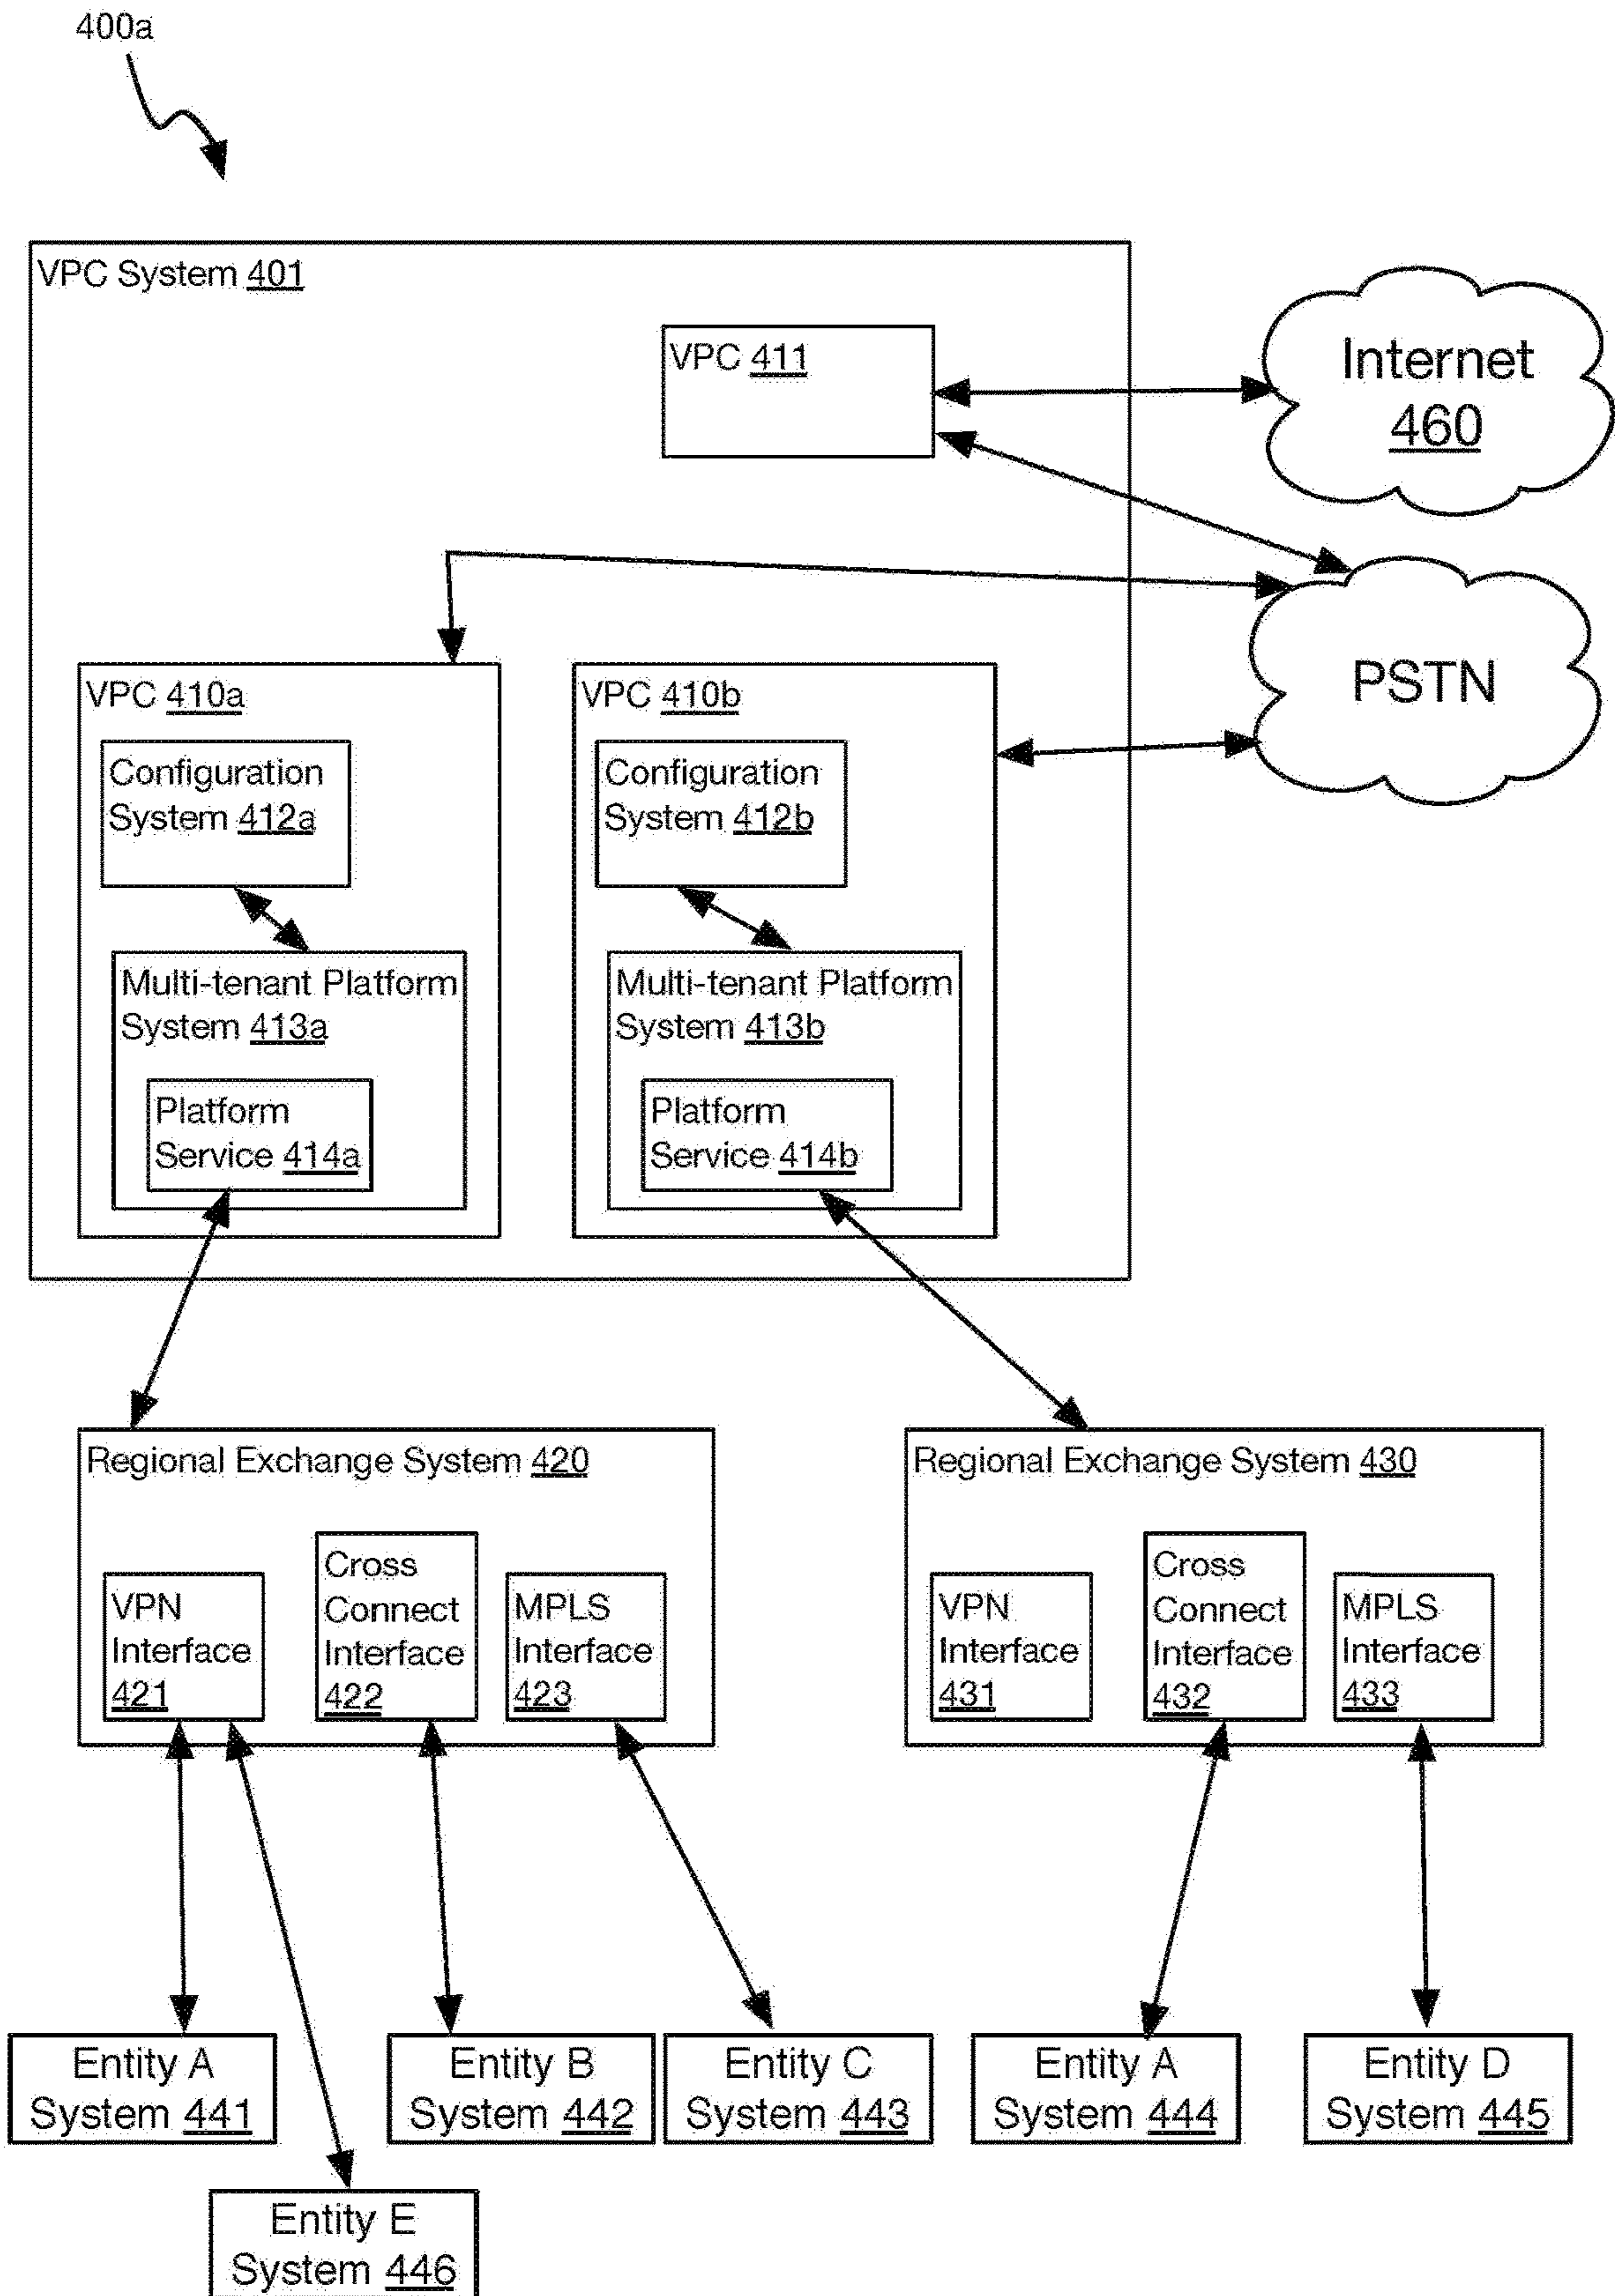 400a
VPC System 401
VPC 411
Internet
460
PSTN
VPC 410a
Configuration
System 412a
Multi-tenant Platform
System 413a
Platform
Service 414a
VPC 410b
Configuration
System 412b
Multi-tenant Platform
System 413b
Platform
Service 414b
Regional Exchange System 420
VPN
Interface
421
Cross
Connect
Interface
422
MPLS
Interface
423
Regional Exchange System 430
VPN
Interface
431
Cross
Connect
Interface
432
MPLS
Interface
433
Entity A
System 441
Entity B
System 442
Entity C
System 443
Entity A
System 444
Entity D
System 445
Entity E
System 446